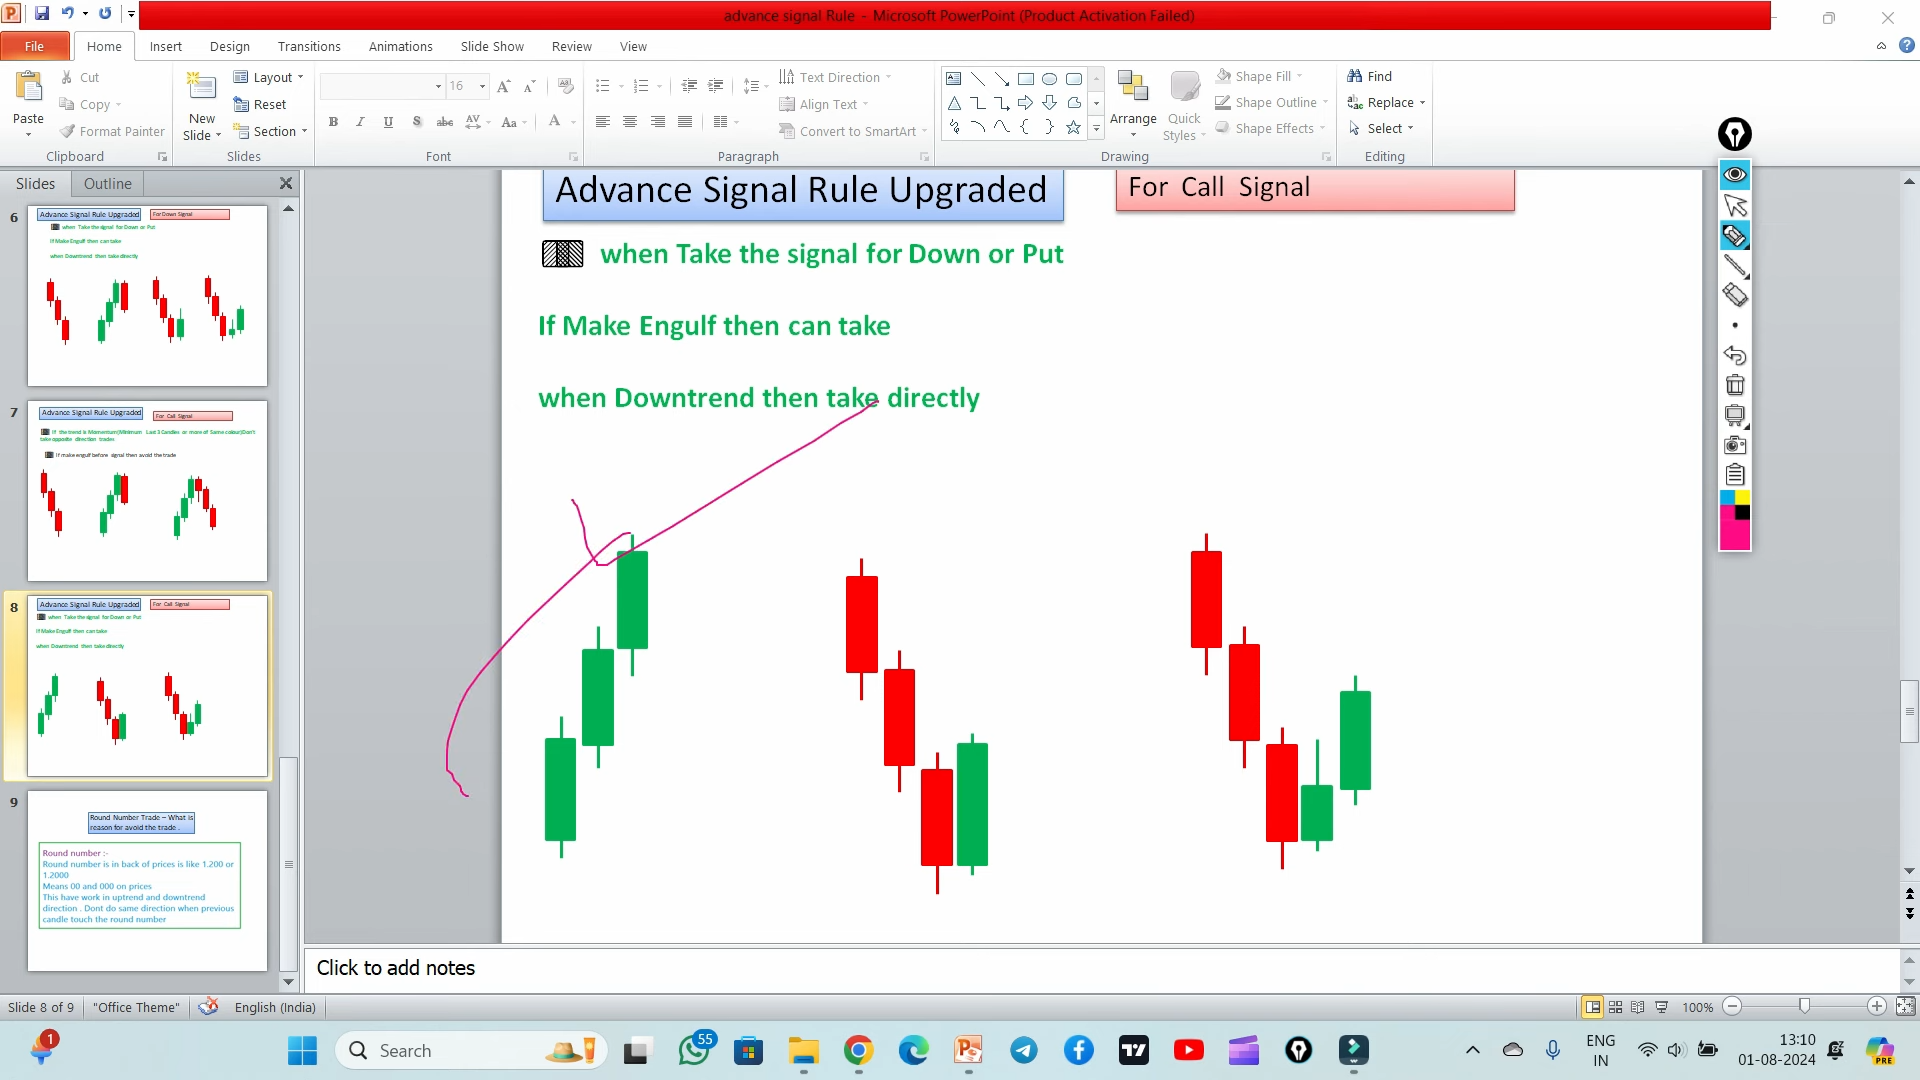 advance signal Rule - Microsoft PowerPoint (Product Activation Failed)
File Home Insert Design Transitions Animations Slide Show Review View
Cut
Copy
Format Painter
Paste
Clipboard
New Slide
Layout
Reset
Section
Slides
16
B I U S abc AV Aa A
Font
Text Direction
Align Text
Convert to SmartArt
Paragraph
Arrange
Quick Styles
Shape Fill
Shape Outline
Shape Effects
Drawing
Find
Replace
Select
Editing
Slides Outline
6
Advance Signal Rule Upgraded
For Down Signal
when Take the signal for Down or Put
If Make Engulf then can take
when Downtrend then take directly
7
Advance Signal Rule Upgraded
For Call Signal
If the trend is Momentum(Minimum Last 3 Candles or more of Same colour)Don't
take opposite direction trades
If make engulf before signal then avoid the trade
8
Advance Signal Rule Upgraded
For Call Signal
when Take the signal for Down or Put
If Make Engulf then can take
when Downtrend then take directly
9
Round Number Trade – What is
reason for avoid the trade .
Round number :-
Round number is in back of prices is like 1.200 or
1.2000
Means 00 and 000 on prices
This have work in uptrend and downtrend
direction . Dont do same direction when previous
candle touch the round number
Advance Signal Rule Upgraded
For Call Signal
when Take the signal for Down or Put
If Make Engulf then can take
when Downtrend then take directly
Click to add notes
Slide 8 of 9 "Office Theme" English (India) 100%
1
Search
55
ENG
IN
13:10
01-08-2024
PRE